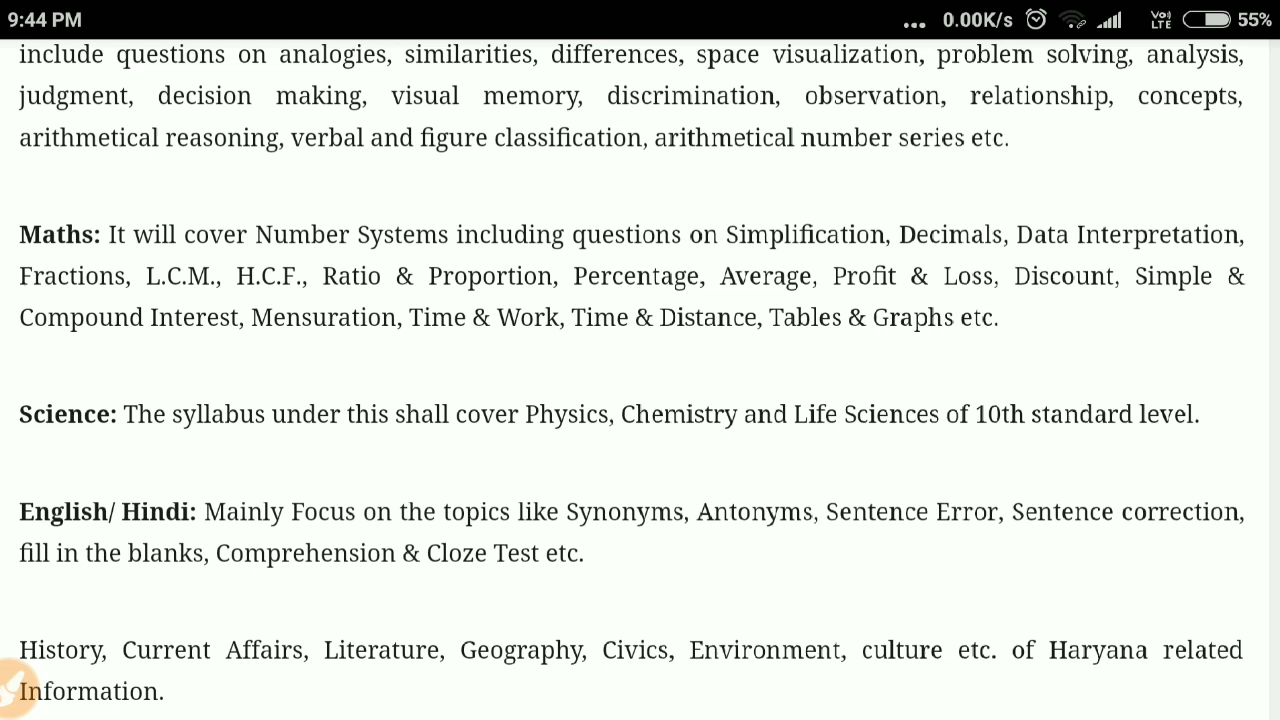 9:44 PM ... 0.00K/s VoD LTE 55%
include questions on analogies, similarities, differences, space visualization, problem solving, analysis,
judgment, decision making, visual memory, discrimination, observation, relationship, concepts,
arithmetical reasoning, verbal and figure classification, arithmetical number series etc.
Maths: It will cover Number Systems including questions on Simplification, Decimals, Data Interpretation,
Fractions, L.C.M., H.C.F., Ratio & Proportion, Percentage, Average, Profit & Loss, Discount, Simple &
Compound Interest, Mensuration, Time & Work, Time & Distance, Tables & Graphs etc.
Science: The syllabus under this shall cover Physics, Chemistry and Life Sciences of 10th standard level.
English/ Hindi: Mainly Focus on the topics like Synonyms, Antonyms, Sentence Error, Sentence correction,
fill in the blanks, Comprehension & Cloze Test etc.
History, Current Affairs, Literature, Geography, Civics, Environment, culture etc. of Haryana related
Information.